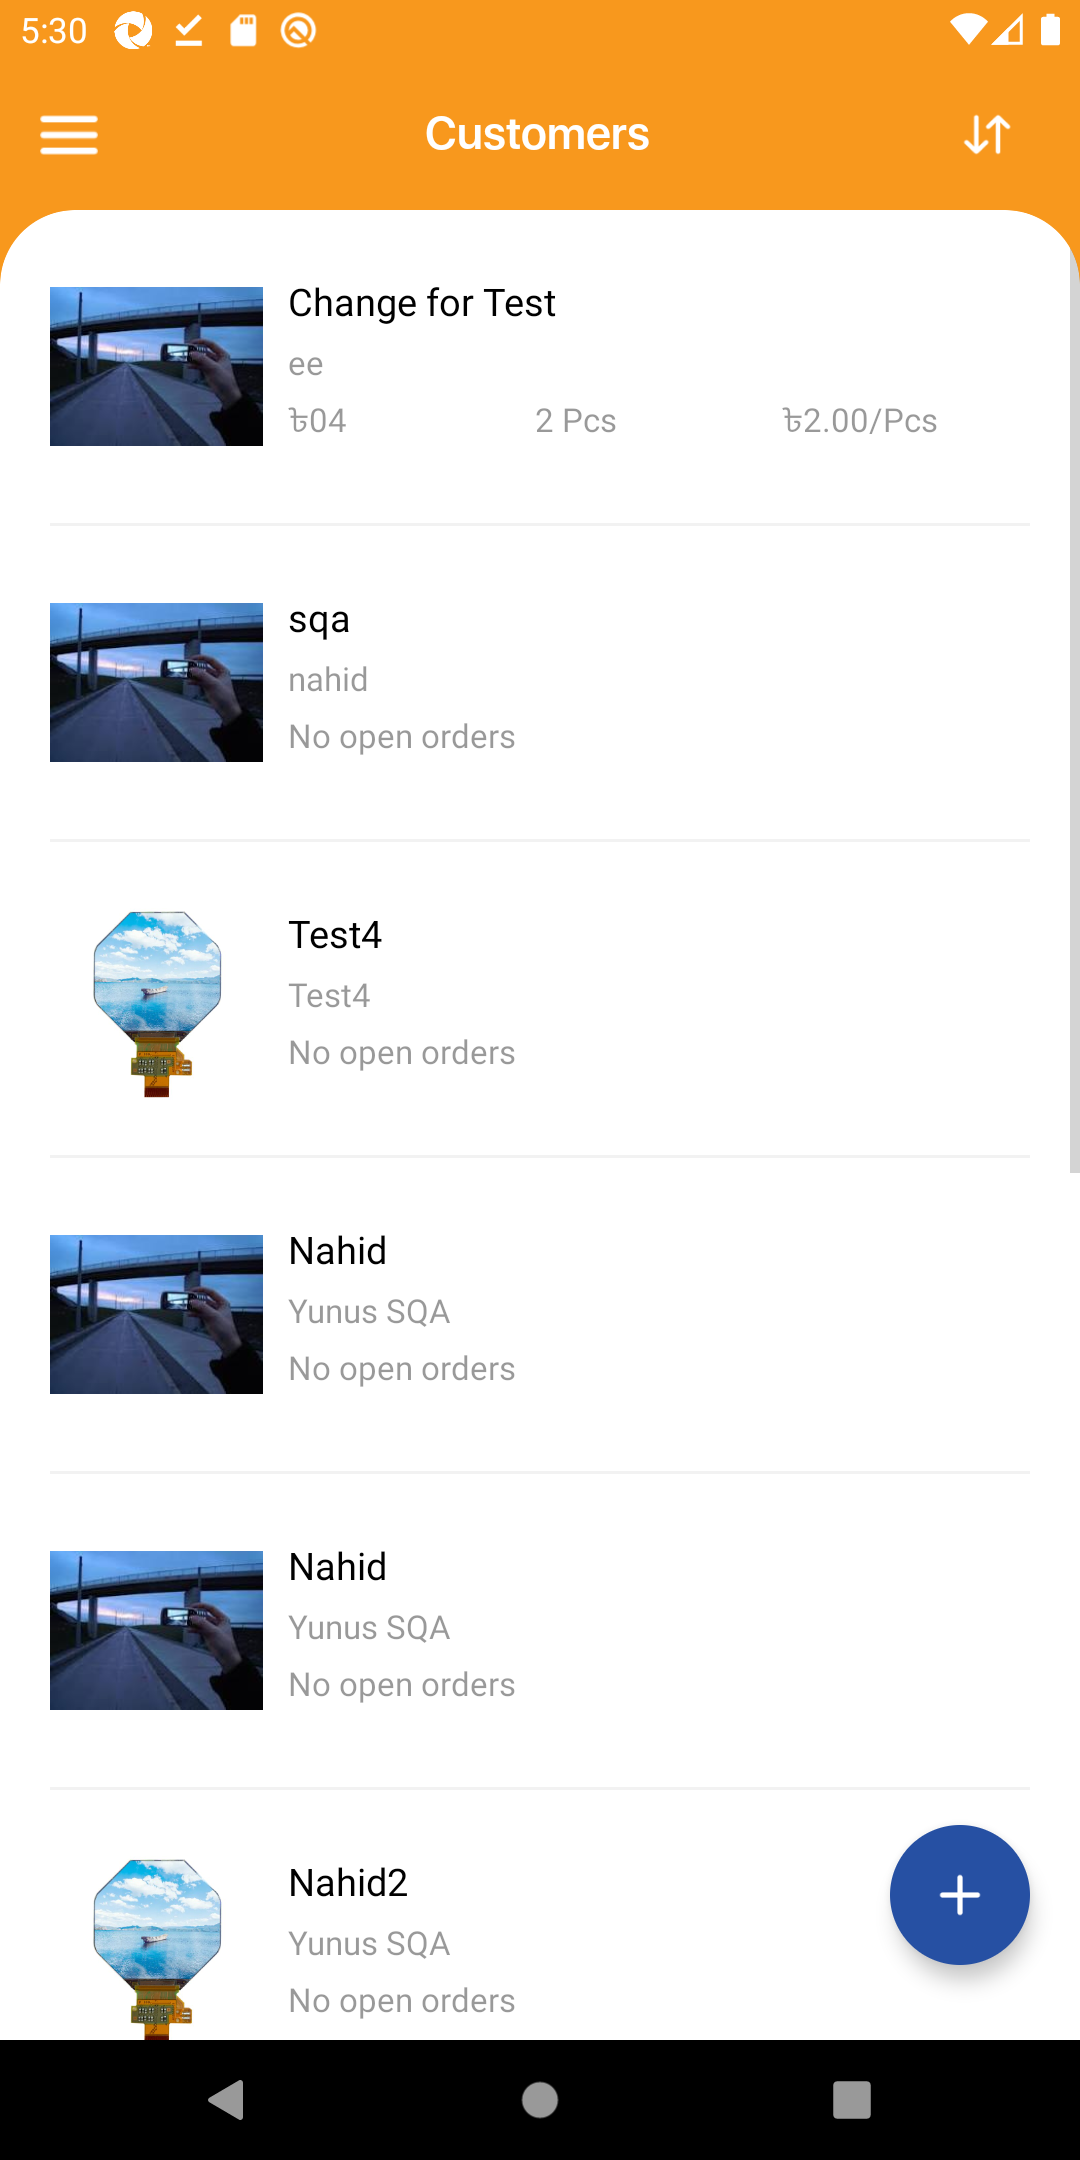 5:30
Customers
Change for Test
ee
৳04 2 Pcs ৳2.00/Pcs
sqa
nahid
No open orders
Test4
Test4
No open orders
Nahid
Yunus SQA
No open orders
Nahid
Yunus SQA
No open orders
Nahid2
Yunus SQA
No open orders